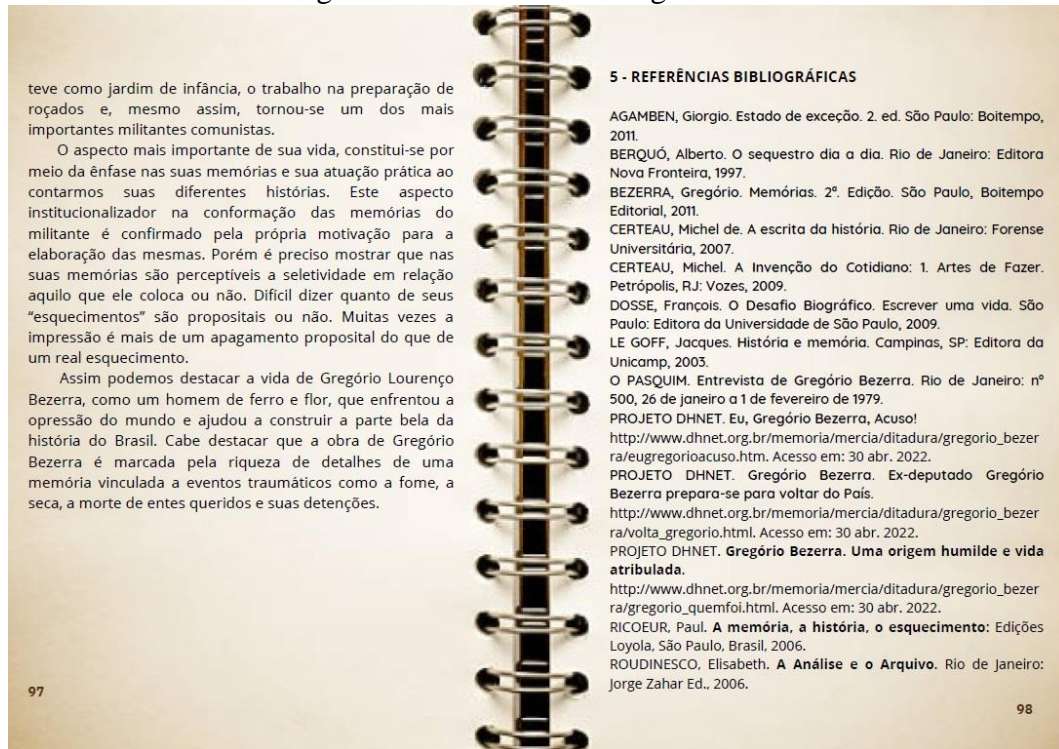 teve como jardim de infância, o trabalho na preparação de
roçados e, mesmo assim, tornou-se um dos mais
importantes militantes comunistas.
O aspecto mais importante de sua vida, constitui-se por
meio da ênfase nas suas memórias e sua atuação prática ao
contarmos suas diferentes histórias. Este aspecto
institucionalizador na conformação das memórias do
militante é confirmado pela própria motivação para a
elaboração das mesmas. Porém é preciso mostrar que nas
suas memórias são perceptíveis a seletividade em relação
aquilo que ele coloca ou não. Difícil dizer quanto de seus
“esquecimentos” são propositais ou não. Muitas vezes a
impressão é mais de um apagamento proposital do que de
um real esquecimento.
Assim podemos destacar a vida de Gregório Lourenço
Bezerra, como um homem de ferro e flor, que enfrentou a
opressão do mundo e ajudou a construir a parte bela da
história do Brasil. Cabe destacar que a obra de Gregório
Bezerra é marcada pela riqueza de detalhes de uma
memória vinculada a eventos traumáticos como a fome, a
seca, a morte de entes queridos e suas detenções.
97
5 - REFERÊNCIAS BIBLIOGRÁFICAS
AGAMBEN, Giorgio. Estado de exceção. 2. ed. São Paulo: Boitempo,
2011.
BERQUÓ, Alberto. O sequestro dia a dia. Rio de Janeiro: Editora
Nova Fronteira, 1997.
BEZERRA, Gregório. Memórias. 2ª. Edição. São Paulo, Boitempo
Editorial, 2011.
CERTEAU, Michel de. A escrita da história. Rio de Janeiro: Forense
Universitária, 2007.
CERTEAU, Michel. A Invenção do Cotidiano: 1. Artes de Fazer.
Petrópolis, RJ: Vozes, 2009.
DOSSE, François. O Desafio Biográfico. Escrever uma vida. São
Paulo: Editora da Universidade de São Paulo, 2009.
LE GOFF, Jacques. História e memória. Campinas, SP: Editora da
Unicamp, 2003.
O PASQUIM. Entrevista de Gregório Bezerra. Rio de Janeiro: nº
500, 26 de janeiro a 1 de fevereiro de 1979.
PROJETO DHNET. Eu, Gregório Bezerra, Acuso!
http://www.dhnet.org.br/memoria/mercia/ditadura/gregorio_bezer
ra/eugregorioacuso.htm. Acesso em: 30 abr. 2022.
PROJETO DHNET. Gregório Bezerra. Ex-deputado Gregório
Bezerra prepara-se para voltar do País.
http://www.dhnet.org.br/memoria/mercia/ditadura/gregorio_bezer
ra/volta_gregorio.html. Acesso em: 30 abr. 2022.
PROJETO DHNET. Gregório Bezerra. Uma origem humilde e vida
atribulada.
http://www.dhnet.org.br/memoria/mercia/ditadura/gregorio_bezer
ra/gregorio_quemfoi.html. Acesso em: 30 abr. 2022.
RICOEUR, Paul. A memória, a história, o esquecimento: Edições
Loyola, São Paulo, Brasil, 2006.
ROUDINESCO, Elisabeth. A Análise e o Arquivo. Rio de Janeiro:
Jorge Zahar Ed., 2006.
98